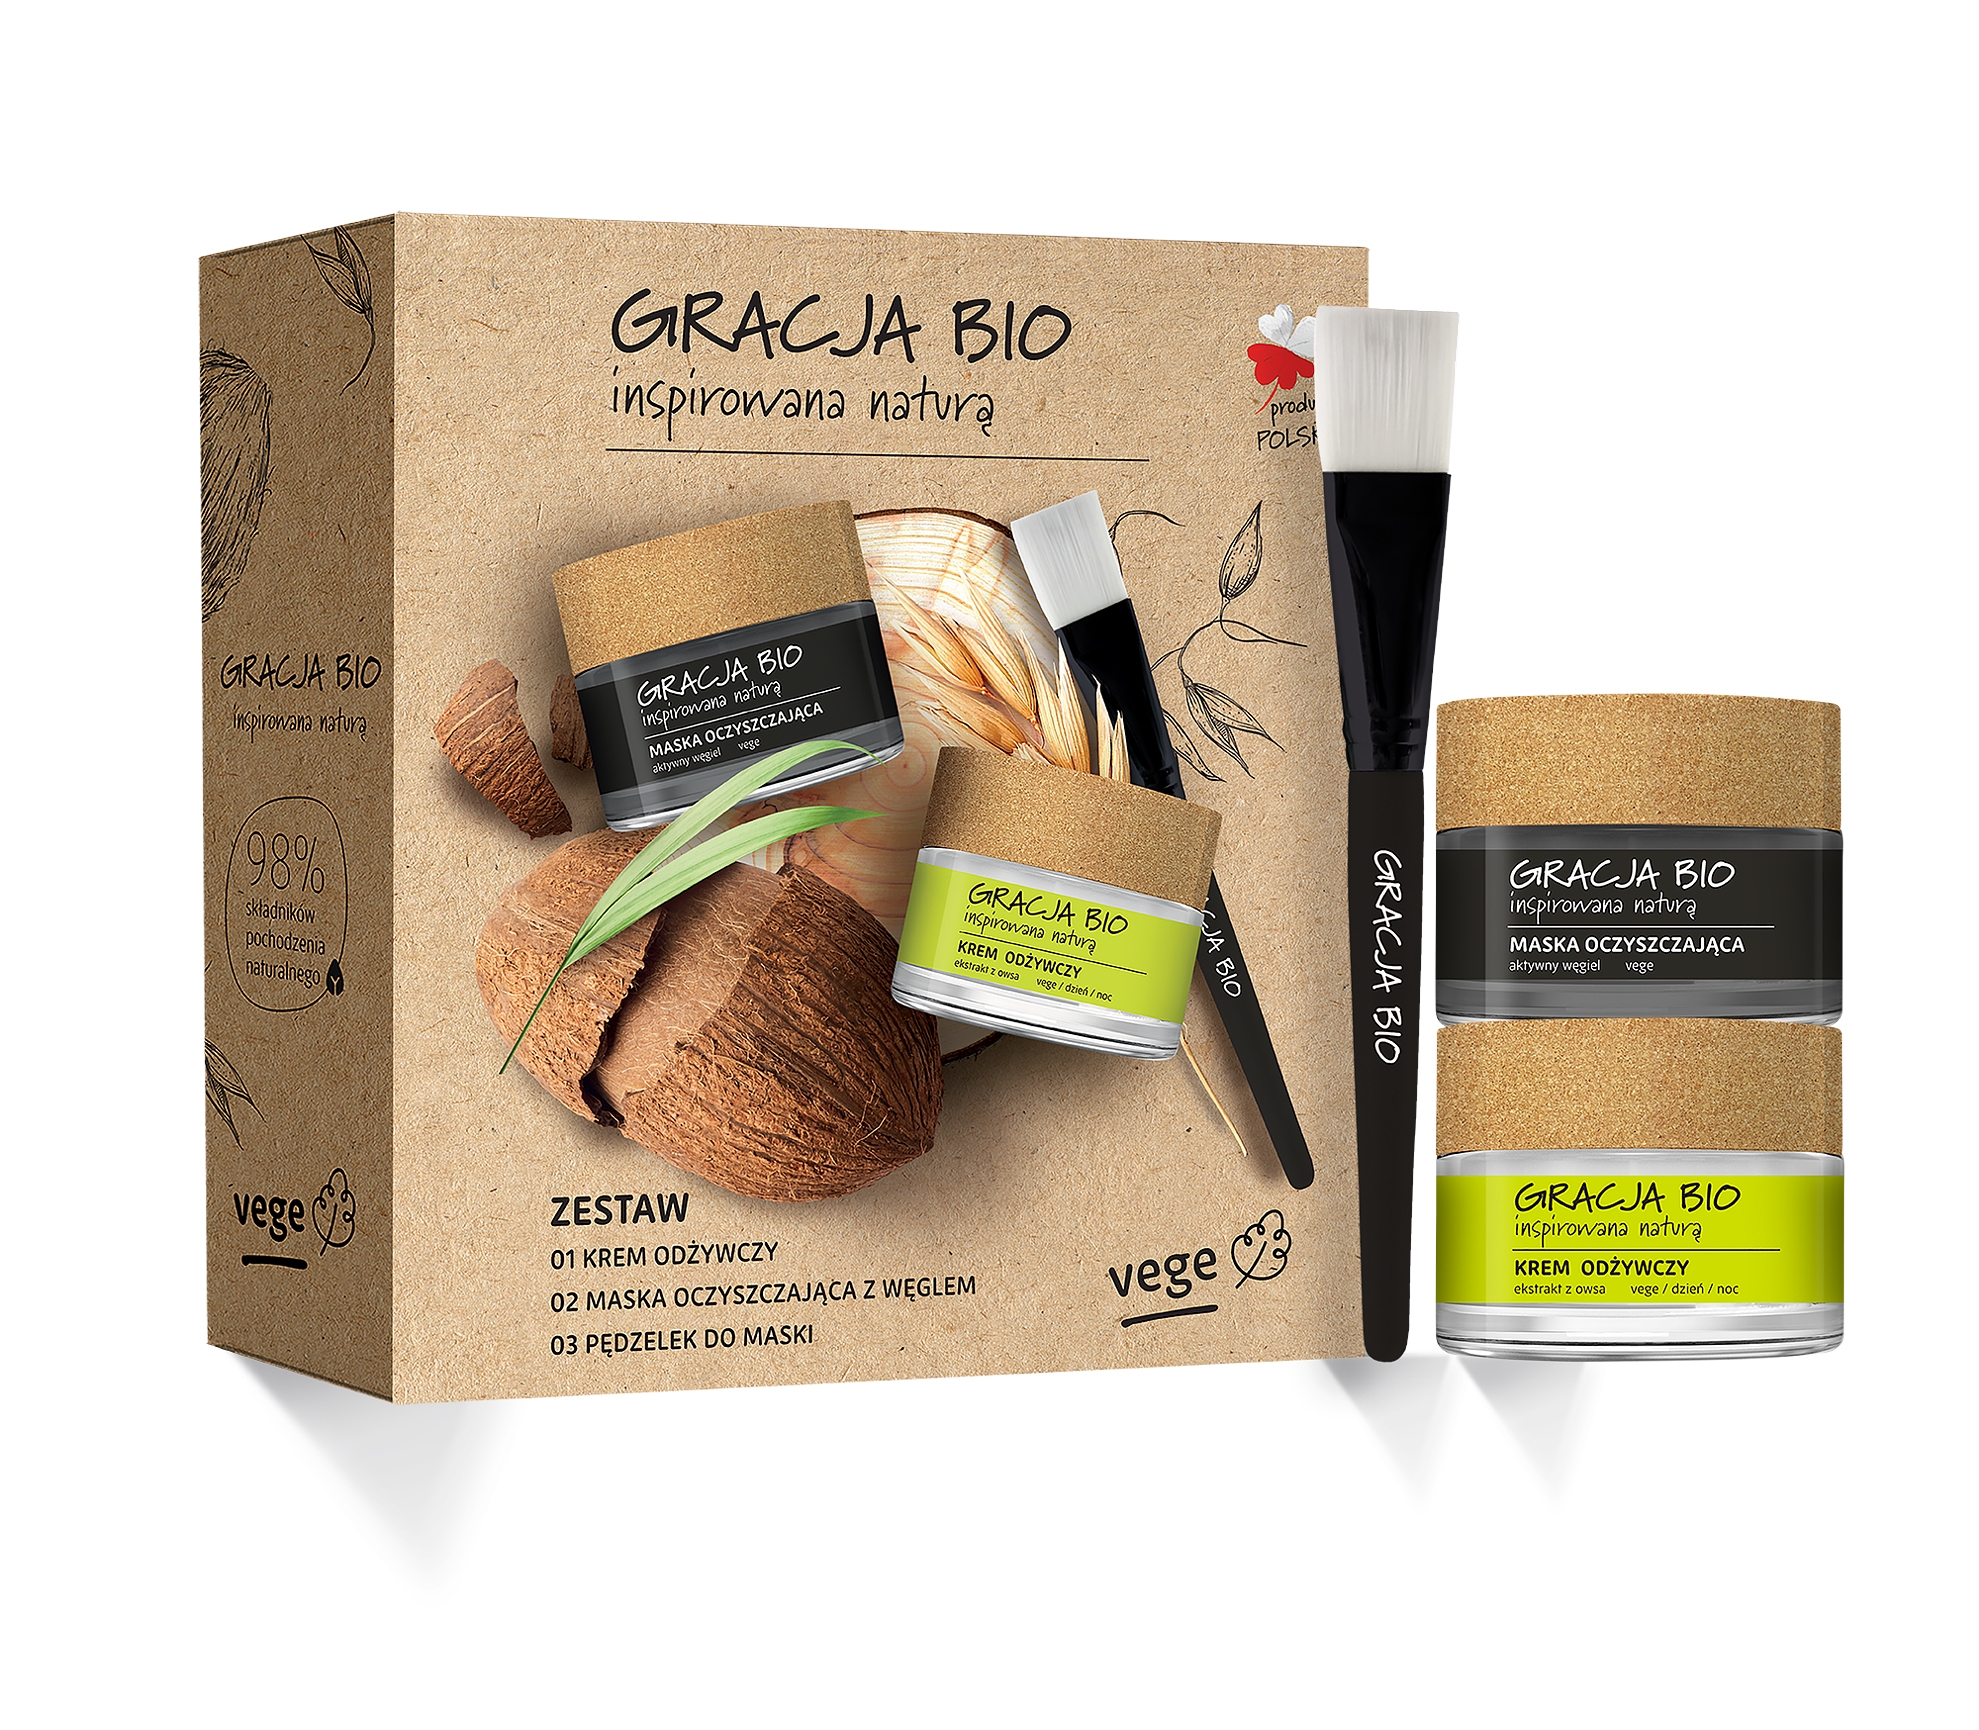 GRACJA BIO
inspirowana naturą
98%
składników
pochodzenia
naturalnego
vege
GRACJA BIO
inspirowana naturą
POLSK
GRACJA BIO
inspirowana naturą
MASKA OCZYSZCZAJĄCA
aktywny węgiel vege
GRACJA BIO
inspirowana naturą
KREM ODŻYWCZY
ekstrakt z owsa vege / dzień / noc
CJA BIO
ZESTAW
01 KREM ODŻYWCZY
02 MASKA OCZYSZCZAJĄCA Z WĘGLEM
03 PĘDZELEK DO MASKI
vege
GRACJA BIO
GRACJA BIO
inspirowana naturą
MASKA OCZYSZCZAJĄCA
aktywny węgiel vege
GRACJA BIO
inspirowana naturą
KREM ODŻYWCZY
ekstrakt z owsa vege / dzień / noc